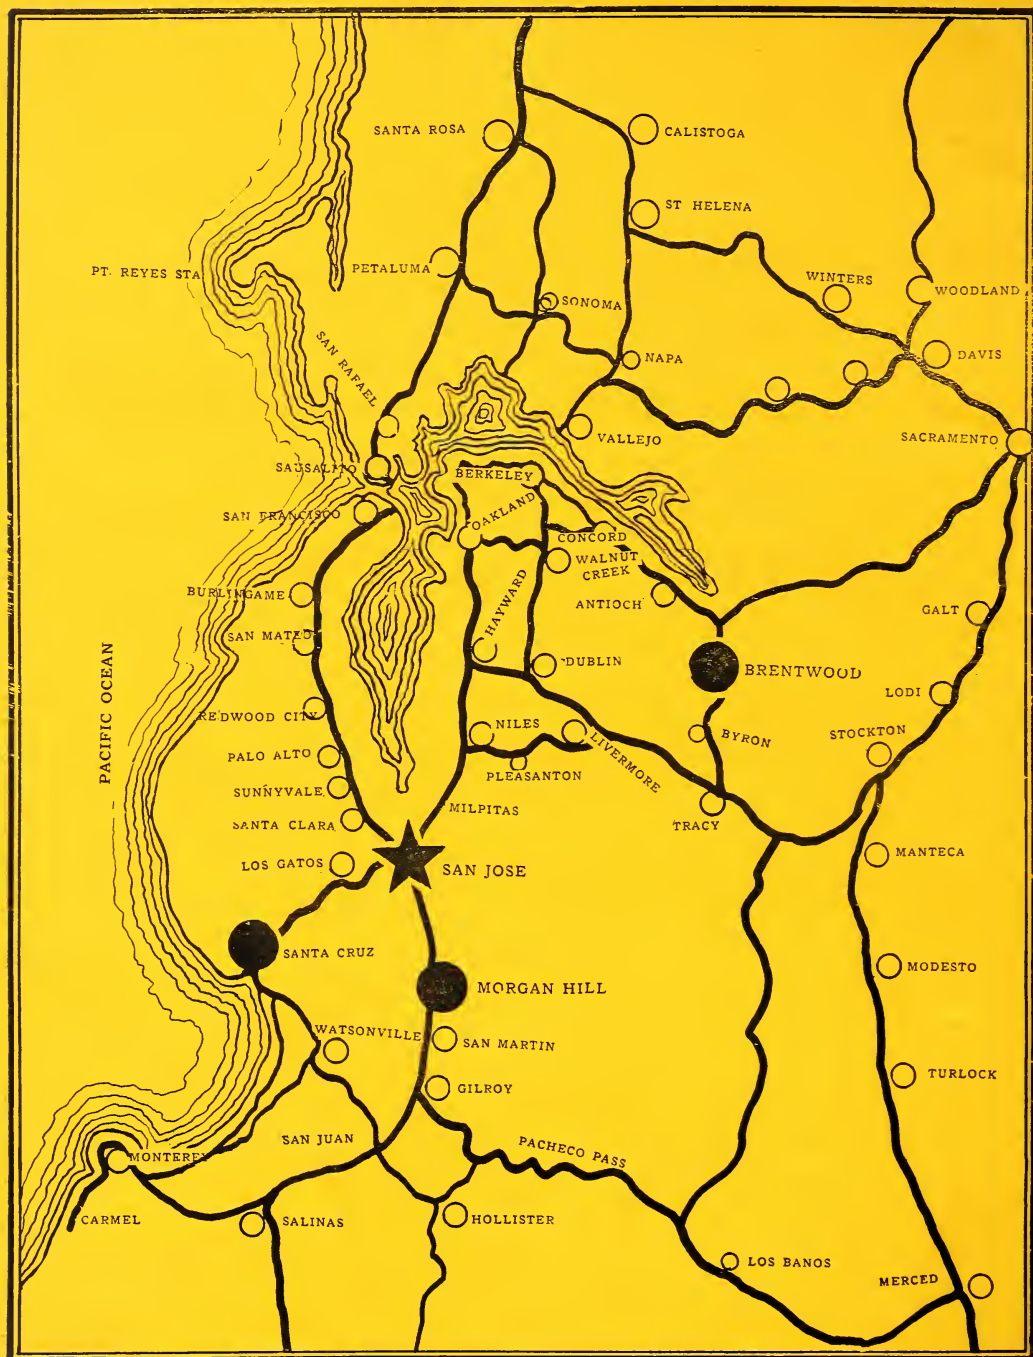 SANTA ROSA
CALISTOGA
ST HELENA
PT. REYES STA
PETALUMA
WINTERS
WOODLAND
SONOMA
SAN RAFAEL
NAPA
DAVIS
VALLEJO
SACRAMENTO
SAUSALITO
BERKELEY
OAKLAND
SAN FRANCISCO
CONCORD
WALNUT
CREEK
BURLINGAME
HAYWARD
ANTIOCH
GALT
SAN MATEO
DUBLIN
BRENTWOOD
PACIFIC OCEAN
LODI
REDWOOD CITY
NILES
LIVERMORE
BYRON
STOCKTON
PALO ALTO
PLEASANTON
SUNNYVALE
MILPITAS
SANTA CLARA
TRACY
LOS GATOS
SAN JOSE
MANTECA
SANTA CRUZ
MORGAN HILL
MODESTO
WATSONVILLE
SAN MARTIN
GILROY
TURLOCK
SAN JUAN
PACHECO PASS
MONTEREY
CARMEL
SALINAS
HOLLISTER
LOS BANOS
MERCED